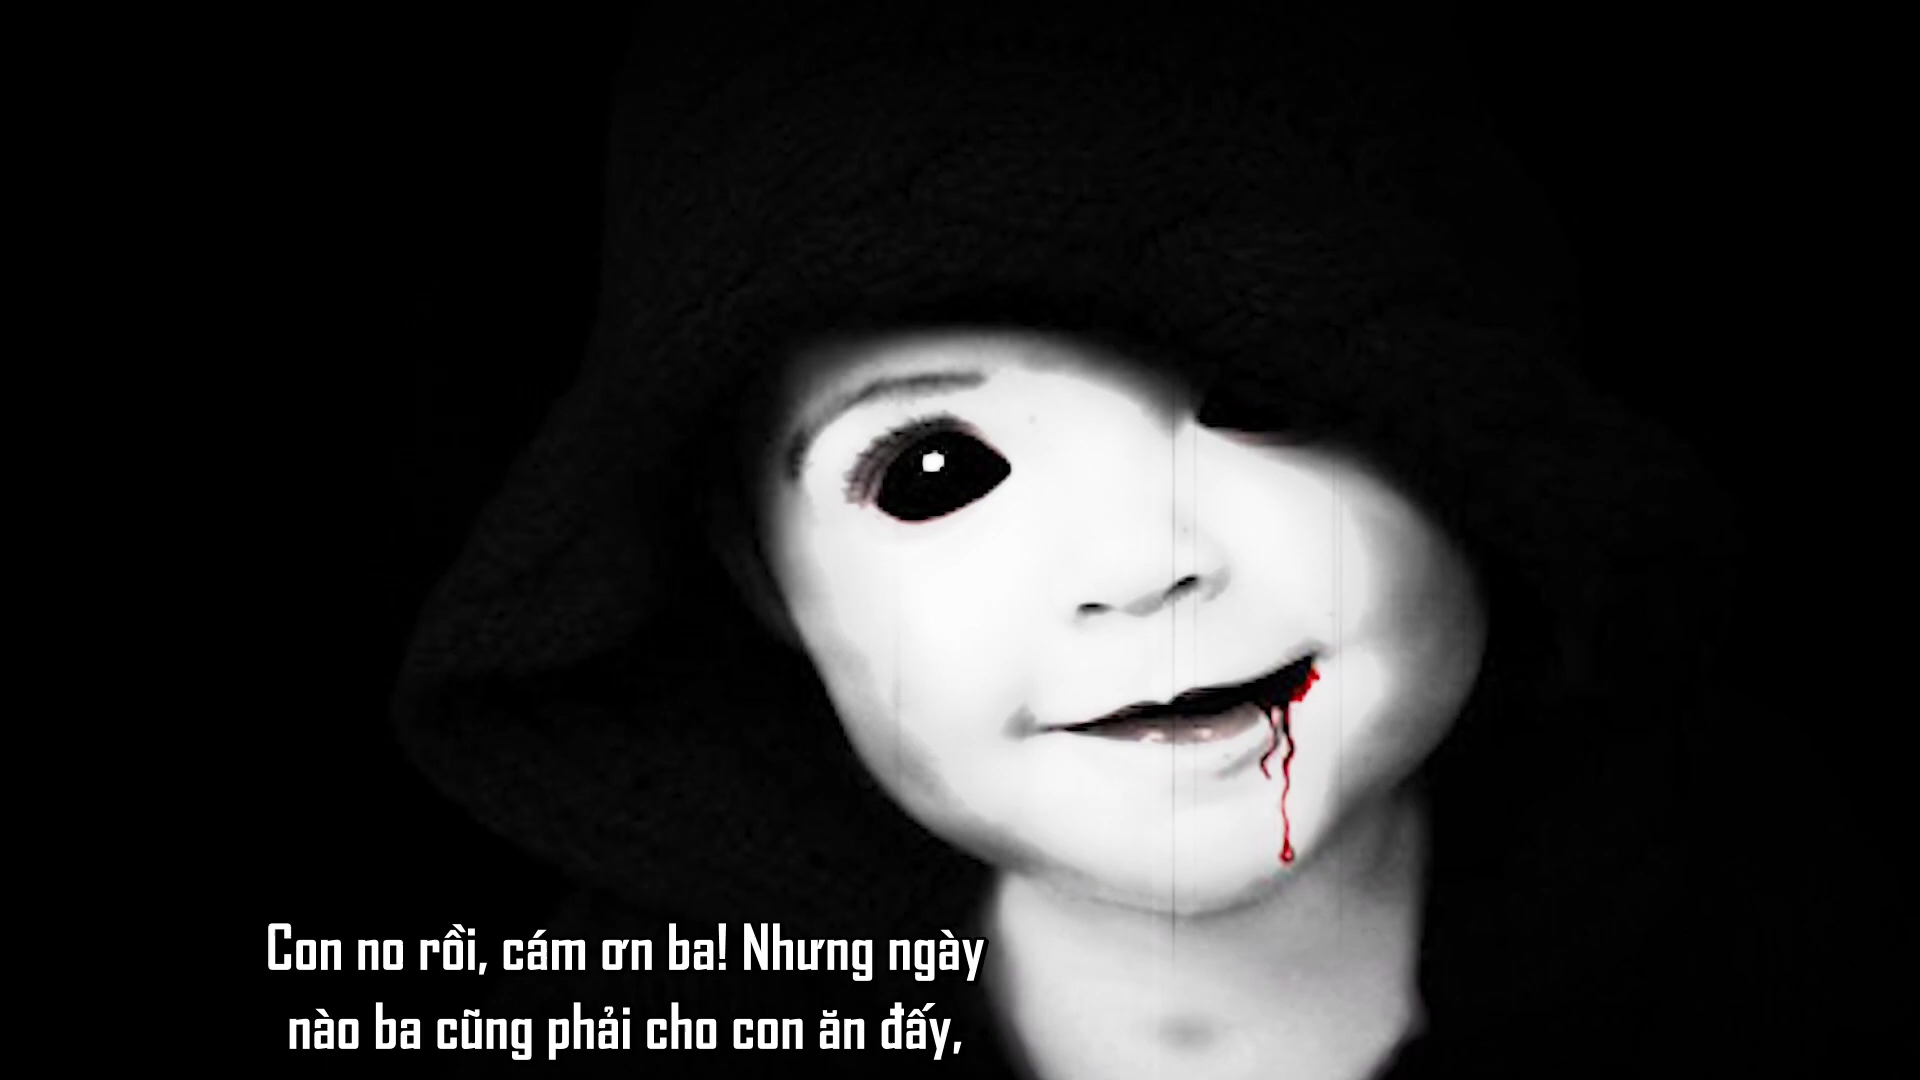 Con no rồi, cám ơn ba! Nhưng ngày
nào ba cũng phải cho con ăn đấy,